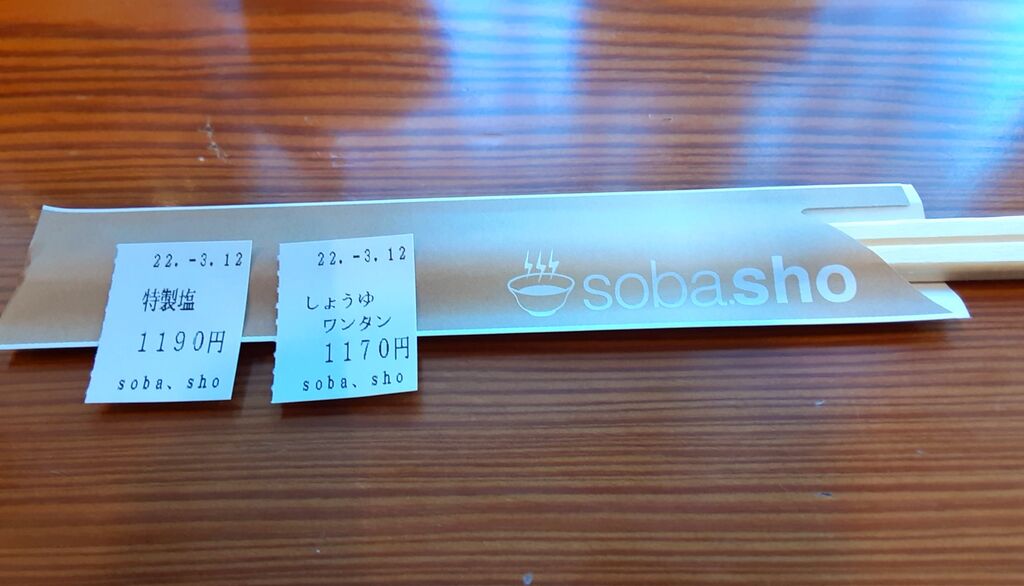 22.-3.12
特製塩
1190円
soba、sho
22.-3.12
しょうゆ
ワンタン
1170円
soba、sho
soba.sho